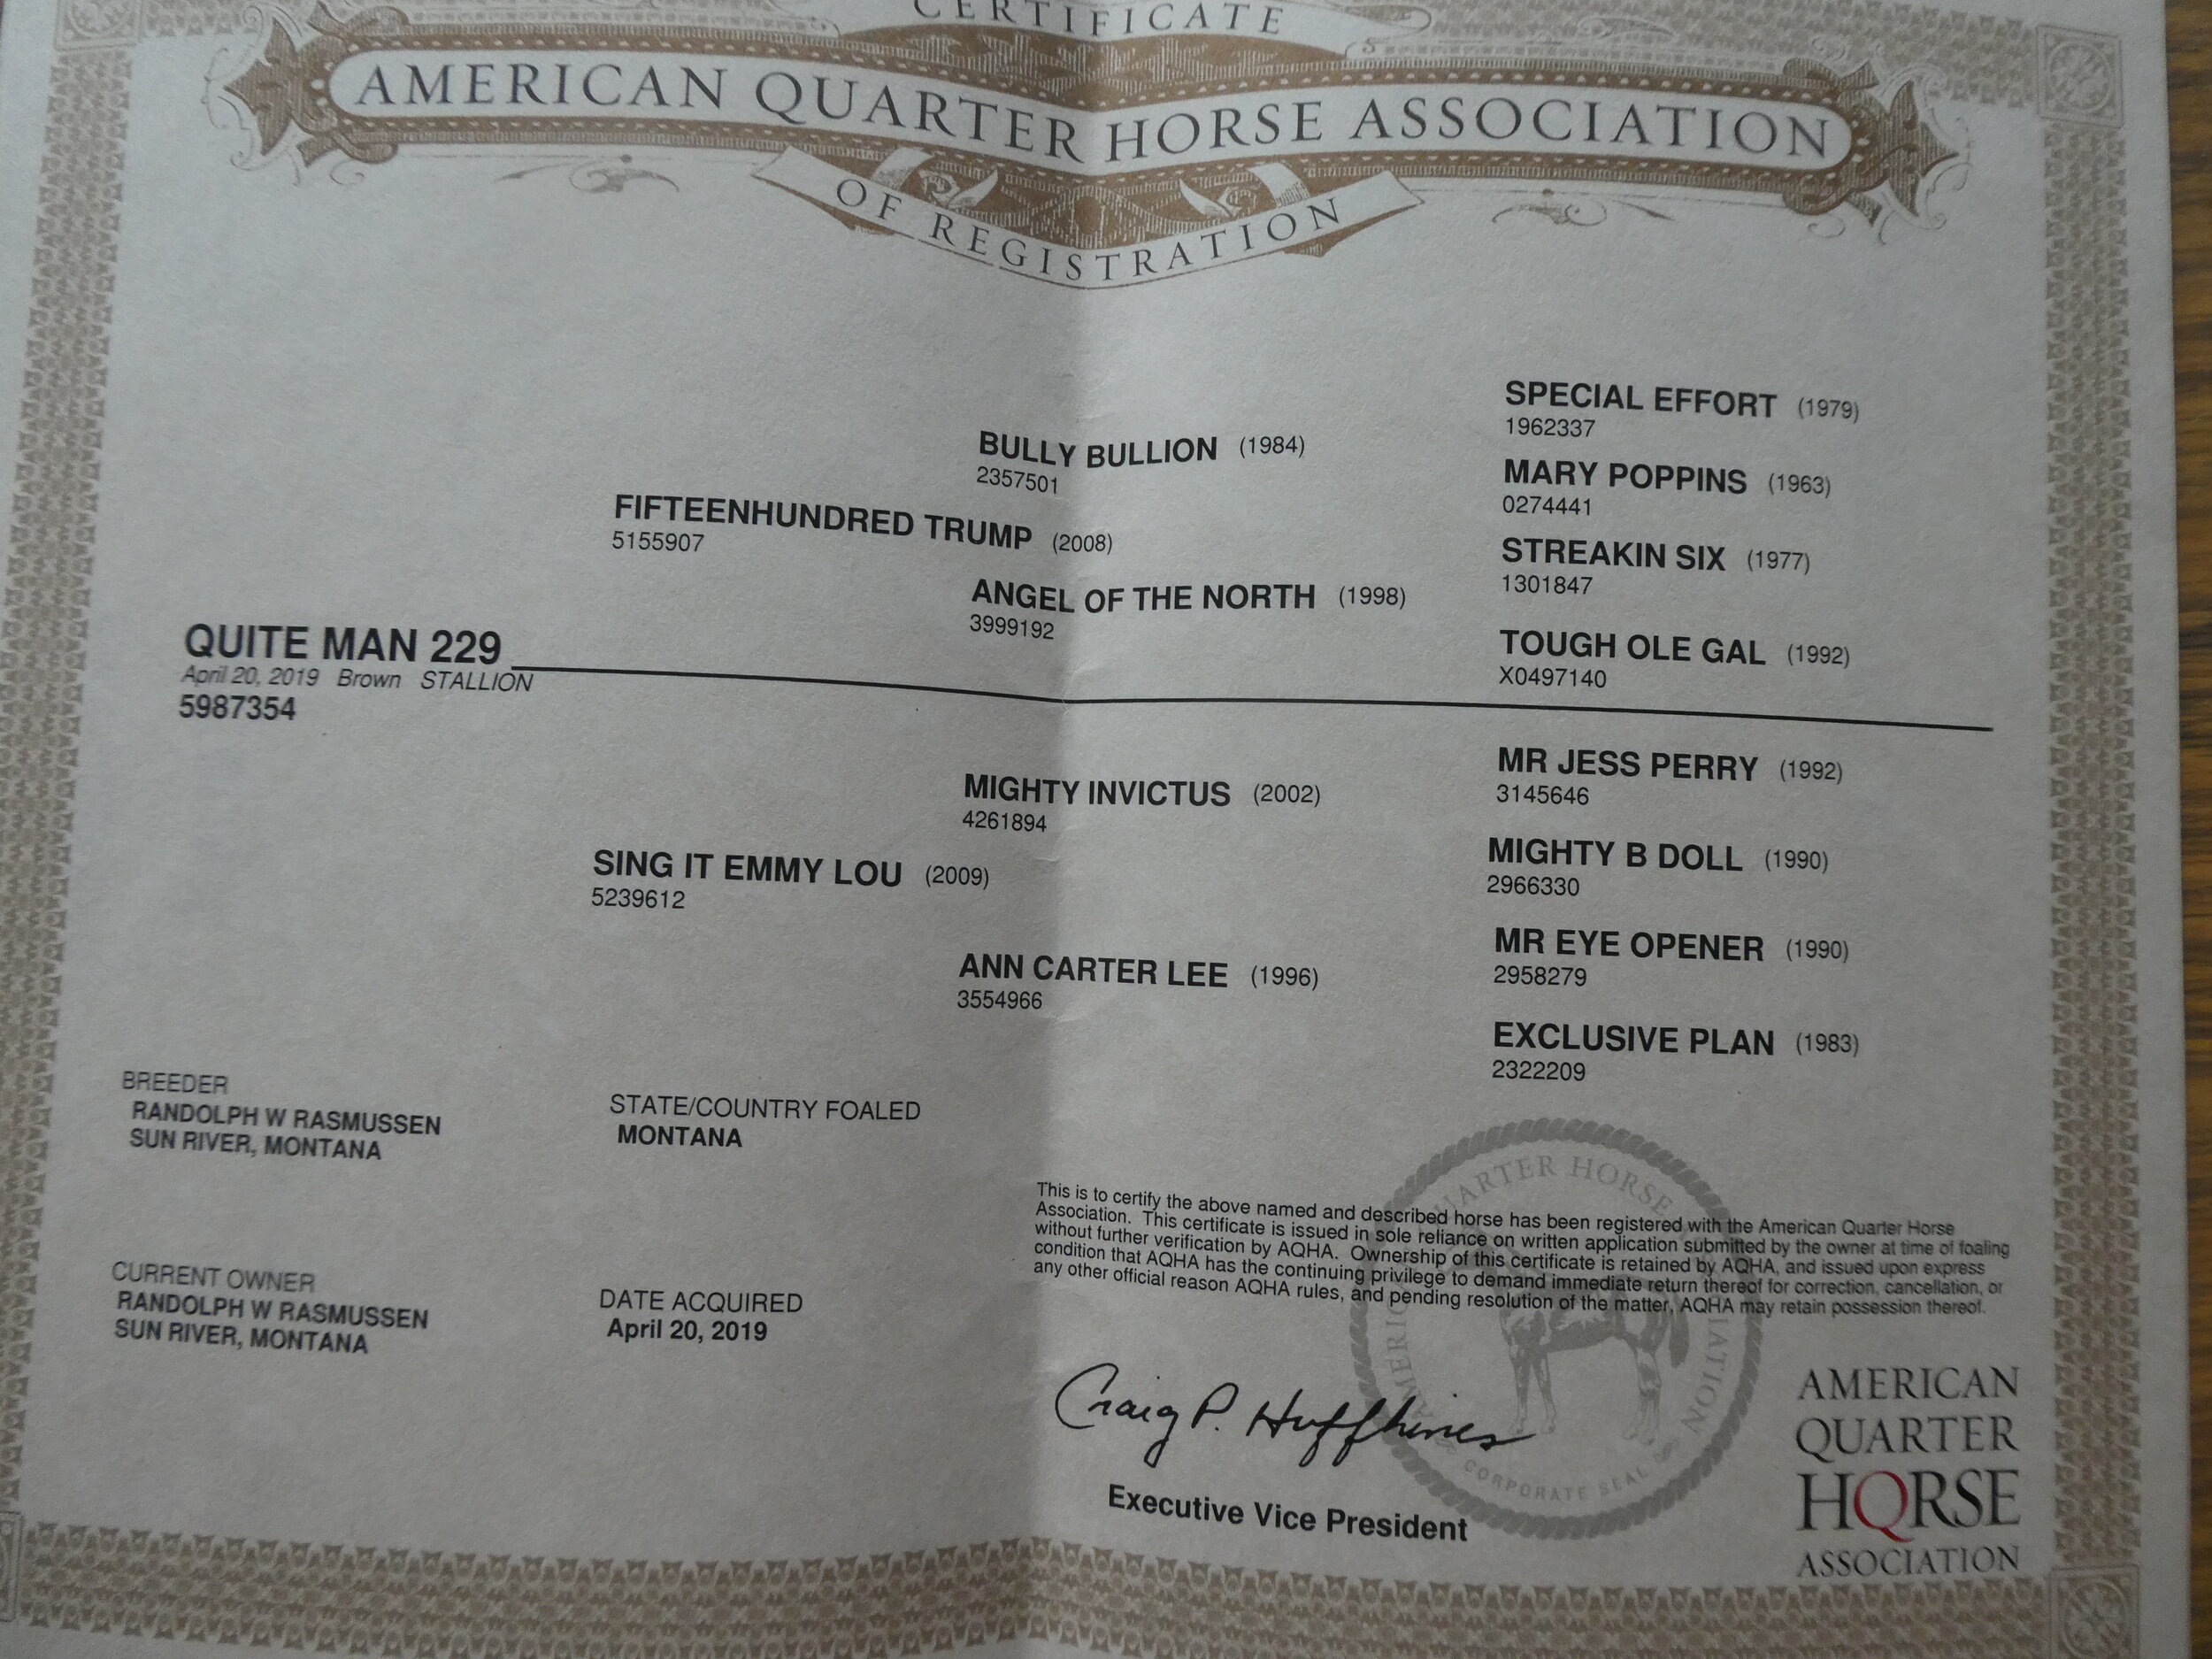 CERTIFICATE
AMERICAN QUARTER HORSE ASSOCIATION
OF REGISTRATION
SPECIAL EFFORT (1979)
1962337
BULLY BULLION (1984)
2357501
MARY POPPINS (1963)
0274441
FIFTEENHUNDRED TRUMP (2008)
5155907
STREAKIN SIX (1977)
1301847
ANGEL OF THE NORTH (1998)
3999192
TOUGH OLE GAL (1992)
X0497140
QUITE MAN 229
April 20, 2019 Brown STALLION
5987354
MR JESS PERRY (1992)
3145646
MIGHTY INVICTUS (2002)
4261894
MIGHTY B DOLL (1990)
2966330
SING IT EMMY LOU (2009)
5239612
MR EYE OPENER (1990)
2958279
ANN CARTER LEE (1996)
3554966
EXCLUSIVE PLAN (1983)
2322209
BREEDER
RANDOLPH W RASMUSSEN
SUN RIVER, MONTANA
STATE/COUNTRY FOALED
MONTANA
CURRENT OWNER
RANDOLPH W RASMUSSEN
SUN RIVER, MONTANA
DATE ACQUIRED
April 20, 2019
This is to certify the above named and described horse has been registered with the American Quarter Horse
Association. This certificate is issued in sole reliance on written application submitted by the owner at time of foaling
without further verification by AQHA. Ownership of this certificate is retained by AQHA, and issued upon express
condition that AQHA has the continuing privilege to demand immediate return thereof for correction, cancellation, or
any other official reason AQHA rules, and pending resolution of the matter, AQHA may retain possession thereof.
Craig P. Huffhines
Executive Vice President
AMERICAN QUARTER HORSE ASSOCIATION
CORPORATE SEAL
AMERICAN
QUARTER
HORSE
ASSOCIATION